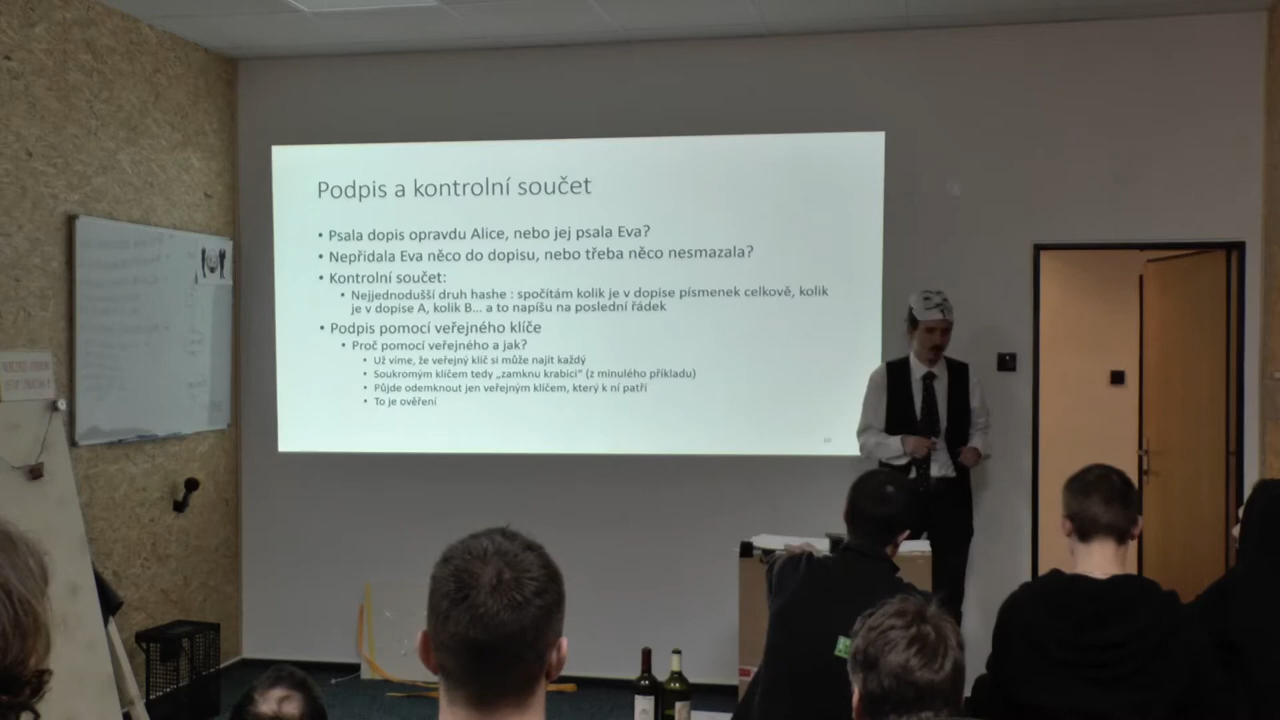 Podpis a kontrolní součet
• Psala dopis opravdu Alice, nebo jej psala Eva?
• Nepřidala Eva něco do dopisu, nebo třeba něco nesmazala?
• Kontrolní součet:
• Nejjednodušší druh hashe : spočítám kolik je v dopise písmenek celkově, kolik
je v dopise A, kolik B... a to napíšu na poslední řádek
• Podpis pomocí veřejného klíče
• Proč pomocí veřejného a jak?
• Už víme, že veřejný klíč si může najít každý
• Soukromým klíčem tedy „zamknu krabici“ (z minulého příkladu)
• Půjde odemknout jen veřejným klíčem, který k ní patří
• To je ověření